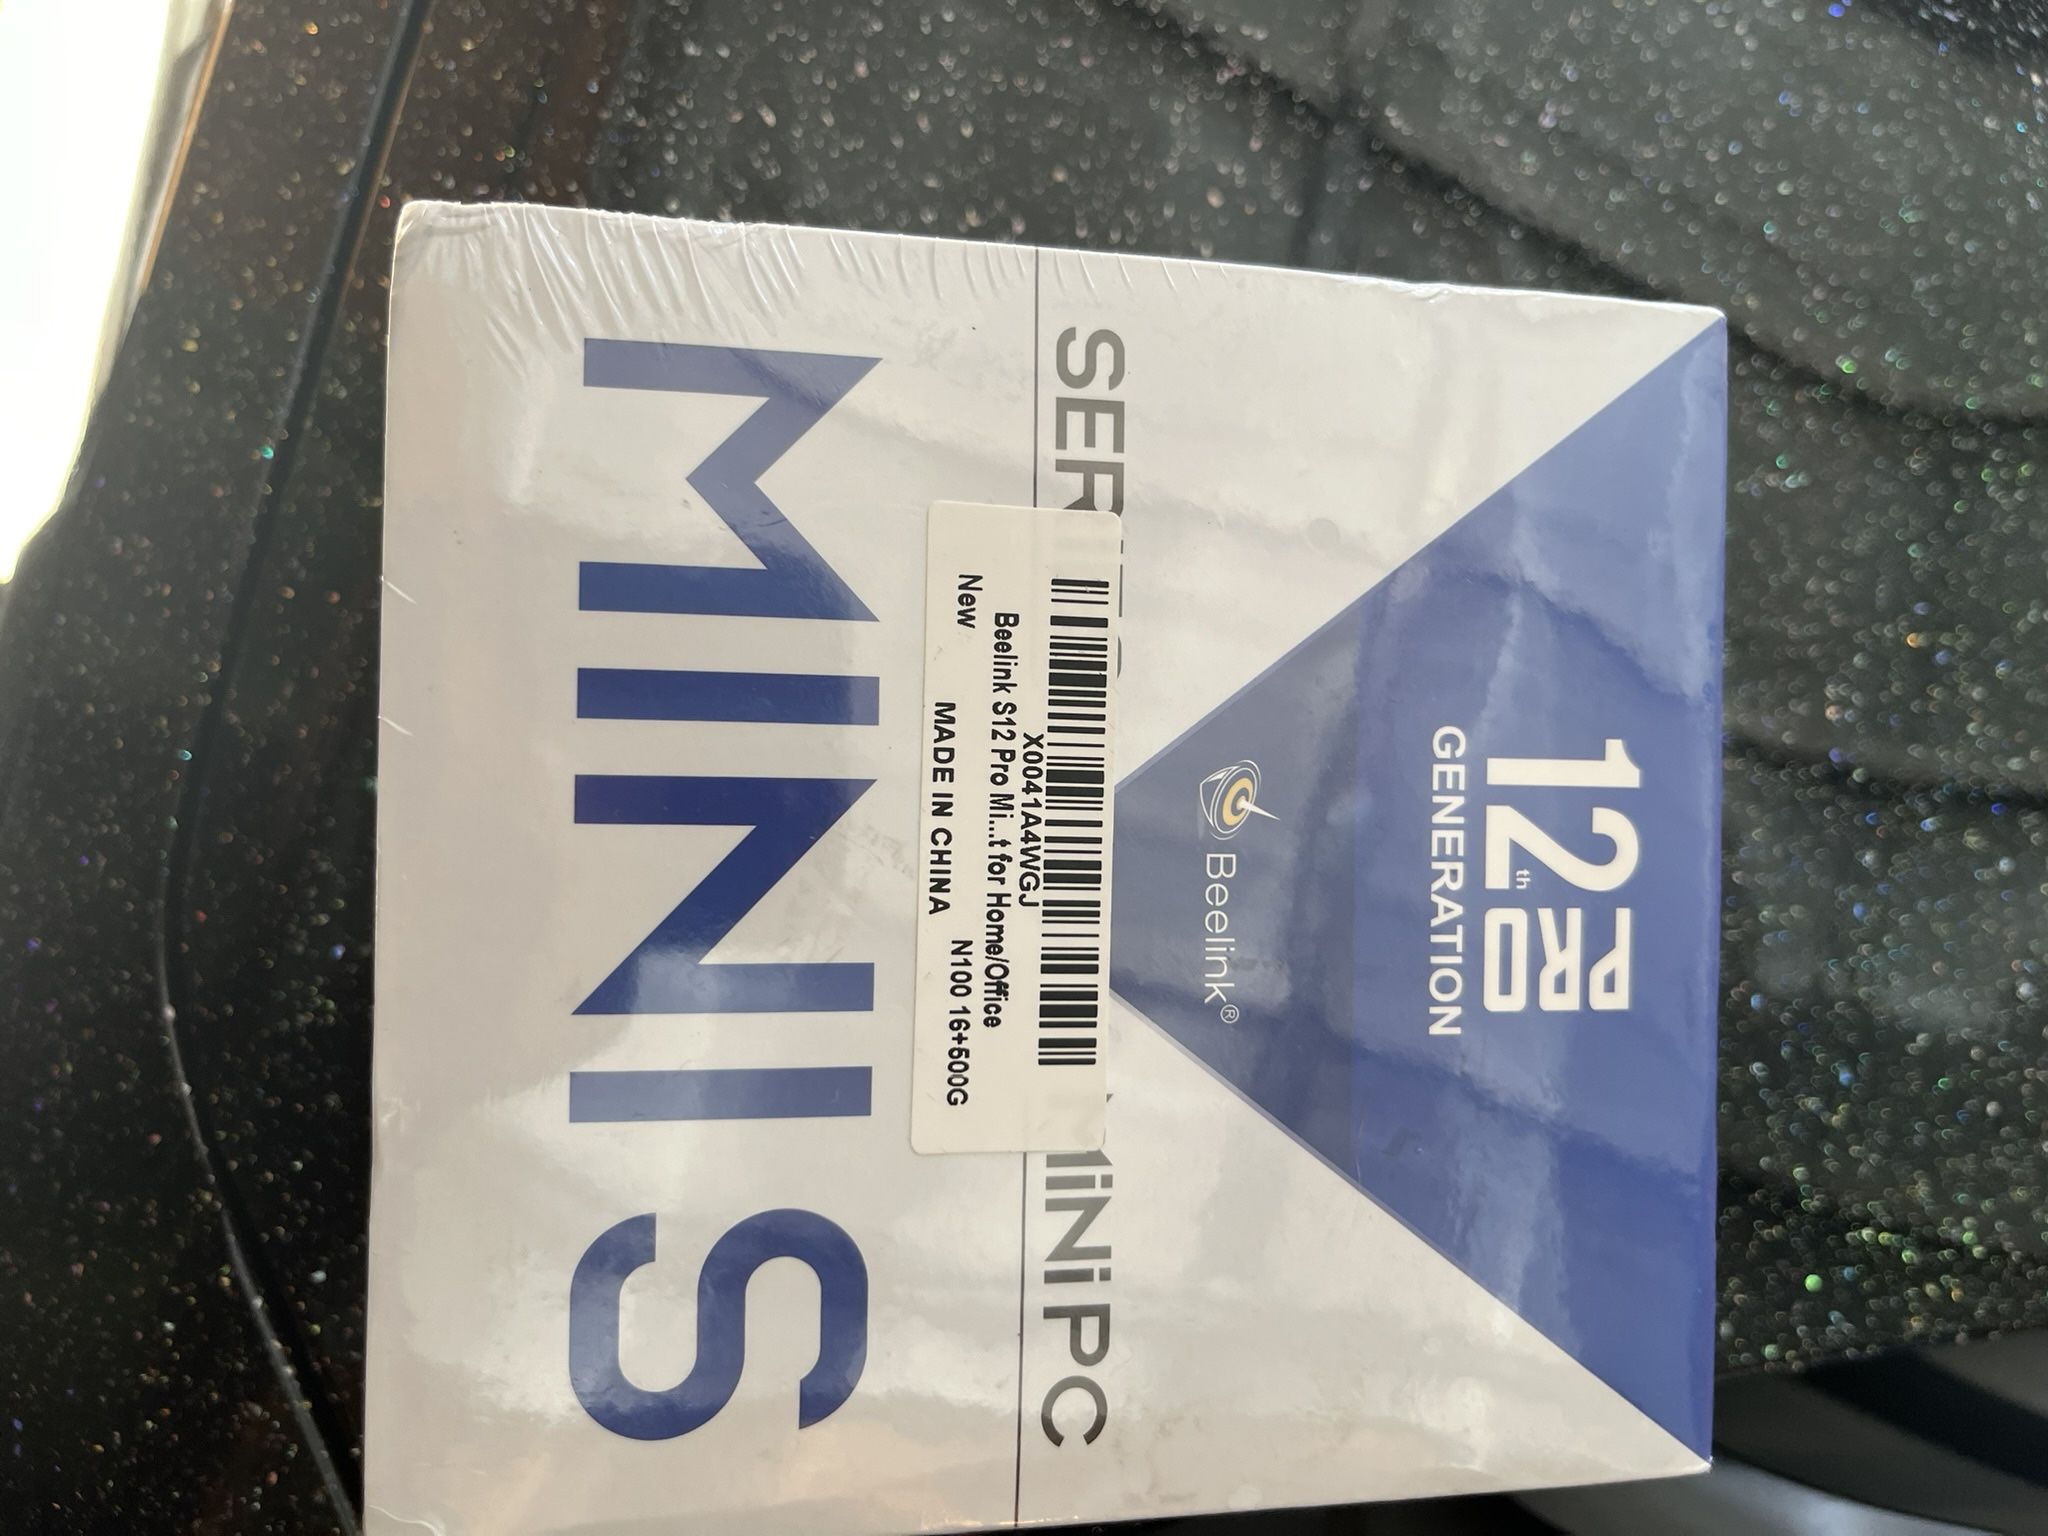 12th PRO
GENERATION
Beelink®
SER MiNi PC
X0041A4WGJ
Beelink S12 Pro Mi...t for Home/Office
New
MADE IN CHINA N100 16+500G
MINIS